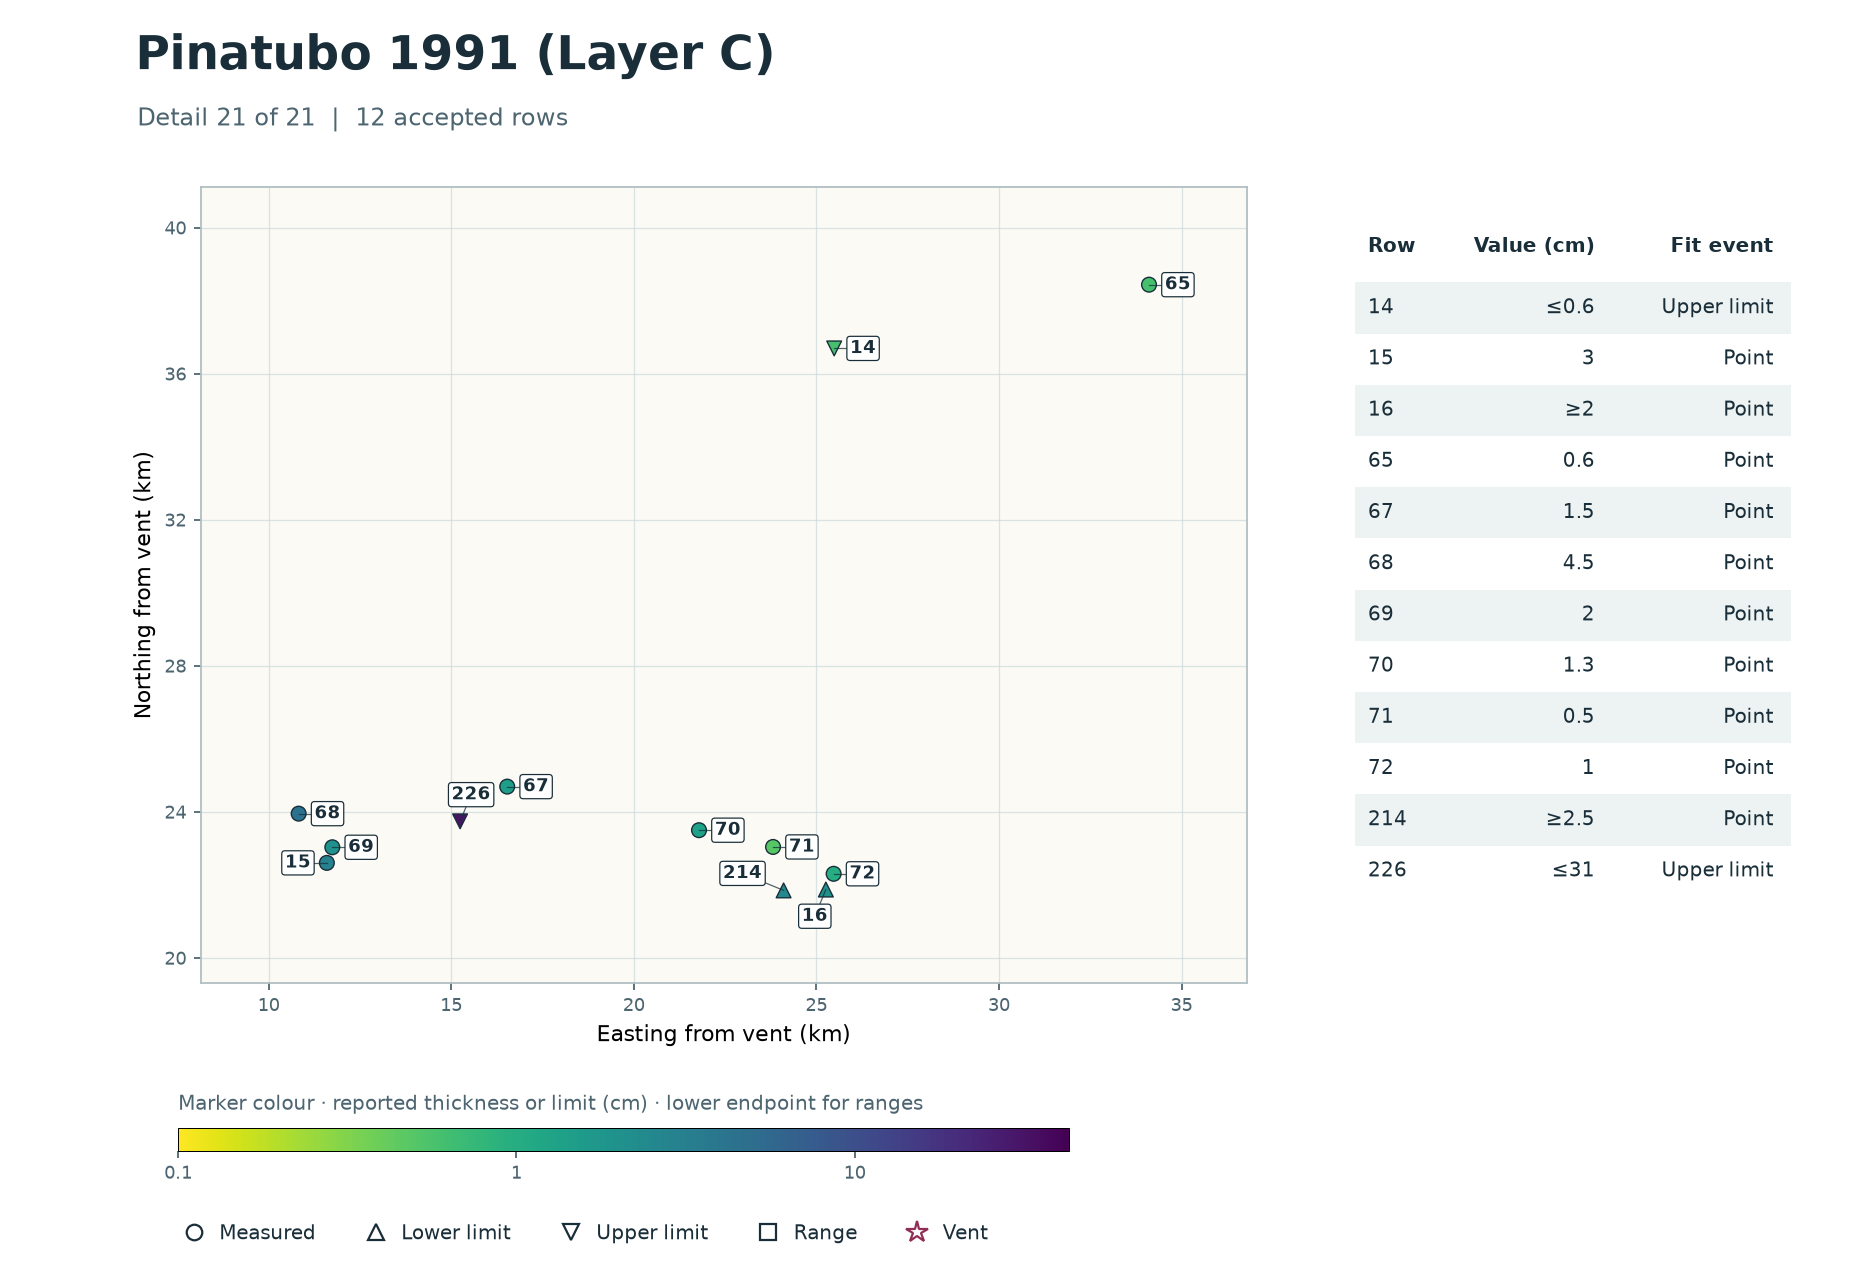 Pinatubo 1991 (Layer C)
Detail 21 of 21 | 12 accepted rows
Northing from vent (km)
40
36
32
28
24
20
65
14
226
67
68
69
15
70
71
214
72
16
10 15 20 25 30 35
Easting from vent (km)
Row Value (cm) Fit event
14 ≤0.6 Upper limit
15 3 Point
16 ≥2 Point
65 0.6 Point
67 1.5 Point
68 4.5 Point
69 2 Point
70 1.3 Point
71 0.5 Point
72 1 Point
214 ≥2.5 Point
226 ≤31 Upper limit
Marker colour · reported thickness or limit (cm) · lower endpoint for ranges
0.1 1 10
Measured Lower limit Upper limit Range Vent